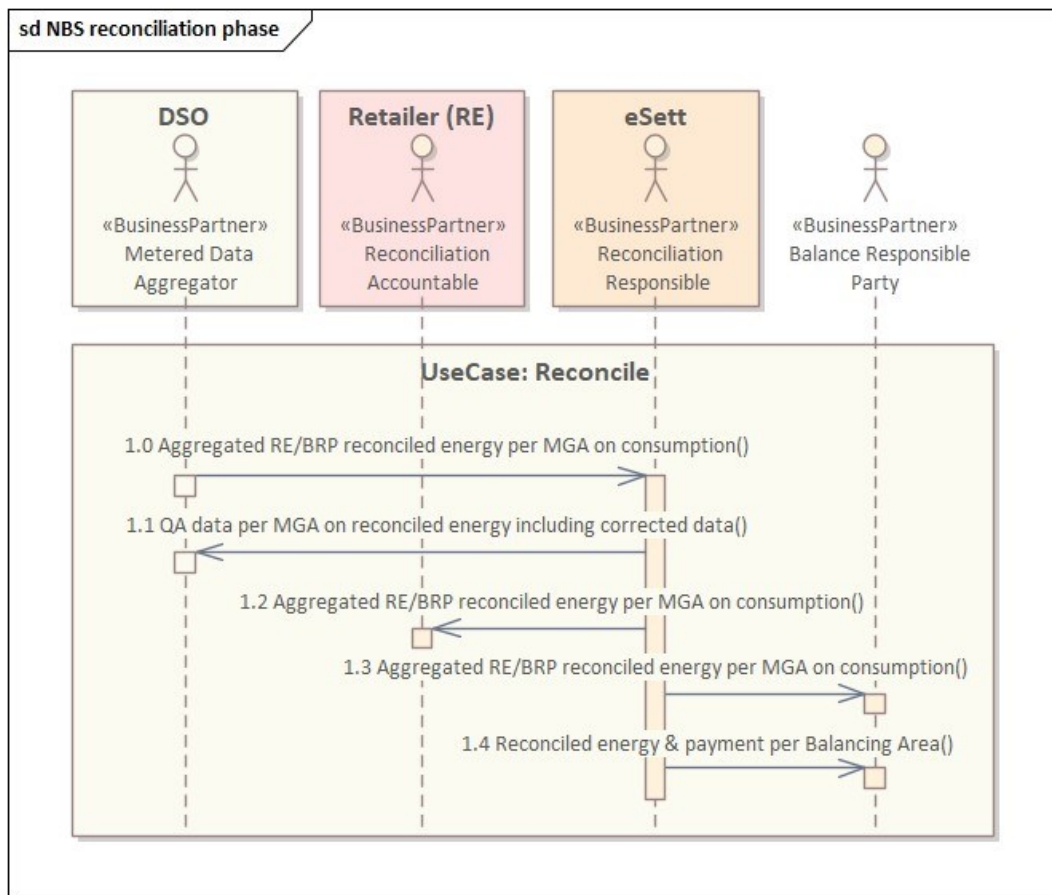 sd NBS reconciliation phase
DSO
«BusinessPartner»
Metered Data
Aggregator
Retailer (RE)
«BusinessPartner»
Reconciliation
Accountable
eSett
«BusinessPartner»
Reconciliation
Responsible
«BusinessPartner»
Balance Responsible
Party
UseCase: Reconcile
1.0 Aggregated RE/BRP reconciled energy per MGA on consumption()
1.1 QA data per MGA on reconciled energy including corrected data()
1.2 Aggregated RE/BRP reconciled energy per MGA on consumption()
1.3 Aggregated RE/BRP reconciled energy per MGA on consumption()
1.4 Reconciled energy & payment per Balancing Area()